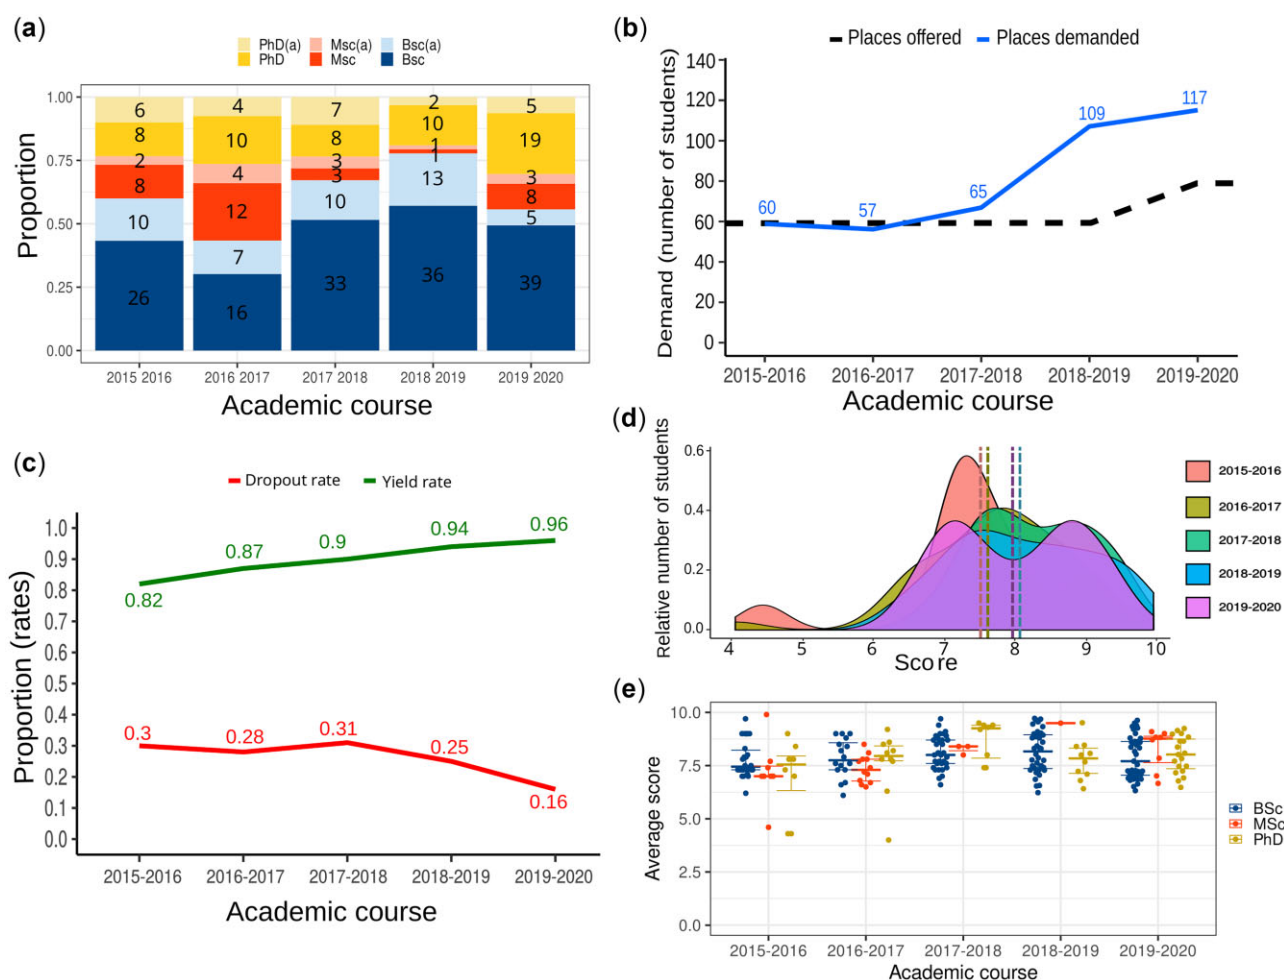 (a)
PhD(a) Msc(a) Bsc(a)
PhD Msc Bsc
Proportion
1.00
0.75
0.50
0.25
0.00
6 4 7 2 5
8 10 8 10 19
2 4 3 1 3
8 12 3 1 8
10 7 10 13 5
26 16 33 36 39
2015 2016 2016 2017 2017 2018 2018 2019 2019 2020
Academic course
(b)
Places offered Places demanded
Demand (number of students)
140
120
100
80
60
40
20
0
60 57 65 109 117
2015-2016 2016-2017 2017-2018 2018-2019 2019-2020
Academic course
(c)
Dropout rate Yield rate
Proportion (rates)
1.0
0.9
0.8
0.7
0.6
0.5
0.4
0.3
0.2
0.1
0.0
0.82 0.87 0.9 0.94 0.96
0.3 0.28 0.31 0.25 0.16
2015-2016 2016-2017 2017-2018 2018-2019 2019-2020
Academic course
(d)
Relative number of students
0.6
0.4
0.2
0.0
4 5 6 7 8 9 10
Score
2015-2016
2016-2017
2017-2018
2018-2019
2019-2020
(e)
Average score
10.0
7.5
5.0
2.5
0.0
2015-2016 2016-2017 2017-2018 2018-2019 2019-2020
Academic course
BSc
MSc
PhD